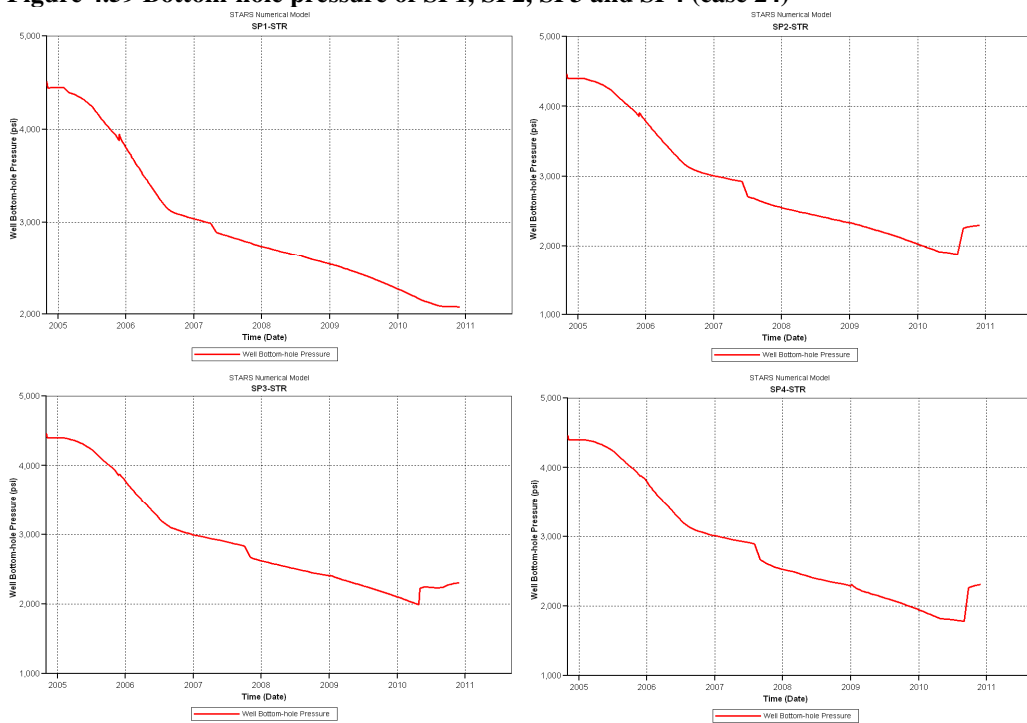 Figure 4.39 Bottom-hole pressure of SP1, SP2, SP3 and SP4 (case 24)
STARS Numerical Model
SP1-STR
Well Bottom-hole Pressure (psi)
5,000
4,000
3,000
2,000
2005 2006 2007 2008 2009 2010 2011
Time (Date)
Well Bottom-hole Pressure
STARS Numerical Model
SP2-STR
Well Bottom-hole Pressure (psi)
5,000
4,000
3,000
2,000
1,000
2005 2006 2007 2008 2009 2010 2011
Time (Date)
Well Bottom-hole Pressure
STARS Numerical Model
SP3-STR
Well Bottom-hole Pressure (psi)
5,000
4,000
3,000
2,000
1,000
2005 2006 2007 2008 2009 2010 2011
Time (Date)
Well Bottom-hole Pressure
STARS Numerical Model
SP4-STR
Well Bottom-hole Pressure (psi)
5,000
4,000
3,000
2,000
1,000
2005 2006 2007 2008 2009 2010 2011
Time (Date)
Well Bottom-hole Pressure